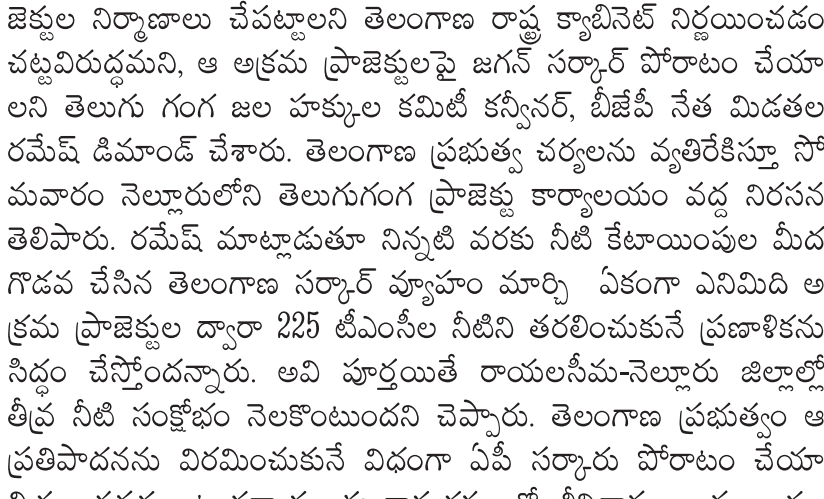 జెక్టుల నిర్మాణాలు చేపట్టాలని తెలంగాణ రాష్ట్ర క్యాబినెట్ నిర్ణయించడం
చట్టవిరుద్ధమని, ఆ అక్రమ ప్రాజెక్టులపై జగన్ సర్కార్ పోరాటం చేయా
లని తెలుగు గంగ జల హక్కుల కమిటీ కన్వీనర్, బీజేపీ నేత మిడతల
రమేష్ డిమాండ్ చేశారు. తెలంగాణ ప్రభుత్వ చర్యలను వ్యతిరేకిస్తూ సో
మవారం నెల్లూరులోని తెలుగుగంగ ప్రాజెక్టు కార్యాలయం వద్ద నిరసన
తెలిపారు. రమేష్ మాట్లాడుతూ నిన్నటి వరకు నీటి కేటాయింపుల మీద
గొడవ చేసిన తెలంగాణ సర్కార్ వ్యూహం మార్చి ఏకంగా ఎనిమిది అ
క్రమ ప్రాజెక్టుల ద్వారా 225 టీఎంసీల నీటిని తరలించుకునే ప్రణాళికను
సిద్ధం చేస్తోందన్నారు. అవి పూర్తయితే రాయలసీమ-నెల్లూరు జిల్లాల్లో
తీవ్ర నీటి సంక్షోభం నెలకొంటుందని చెప్పారు. తెలంగాణ ప్రభుత్వం ఆ
ప్రతిపాదనను విరమించుకునే విధంగా ఏపీ సర్కారు పోరాటం చేయా